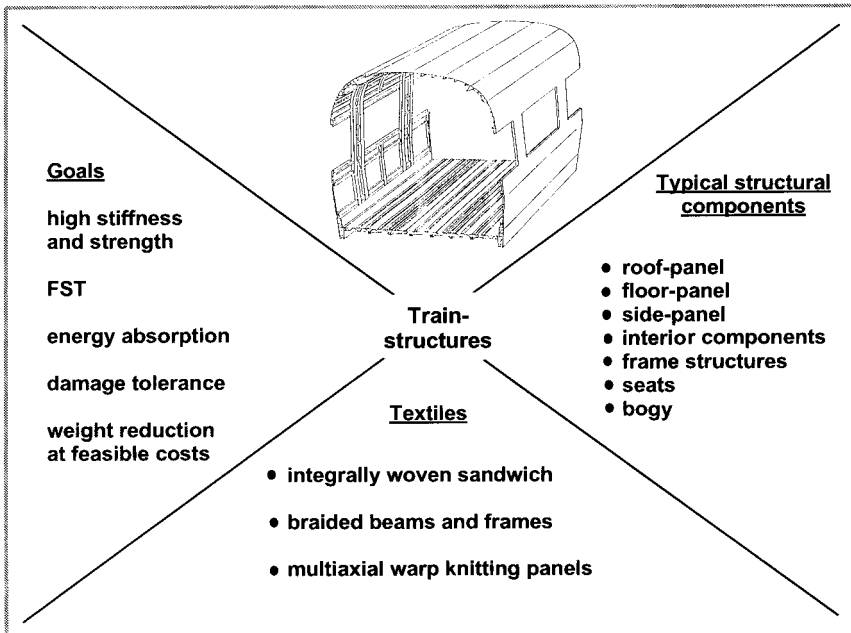 Goals
high stiffness
and strength
FST
energy absorption
damage tolerance
weight reduction
at feasible costs
Train-
structures
Typical structural
components
• roof-panel
• floor-panel
• side-panel
• interior components
• frame structures
• seats
• bogy
Textiles
• integrally woven sandwich
• braided beams and frames
• multiaxial warp knitting panels